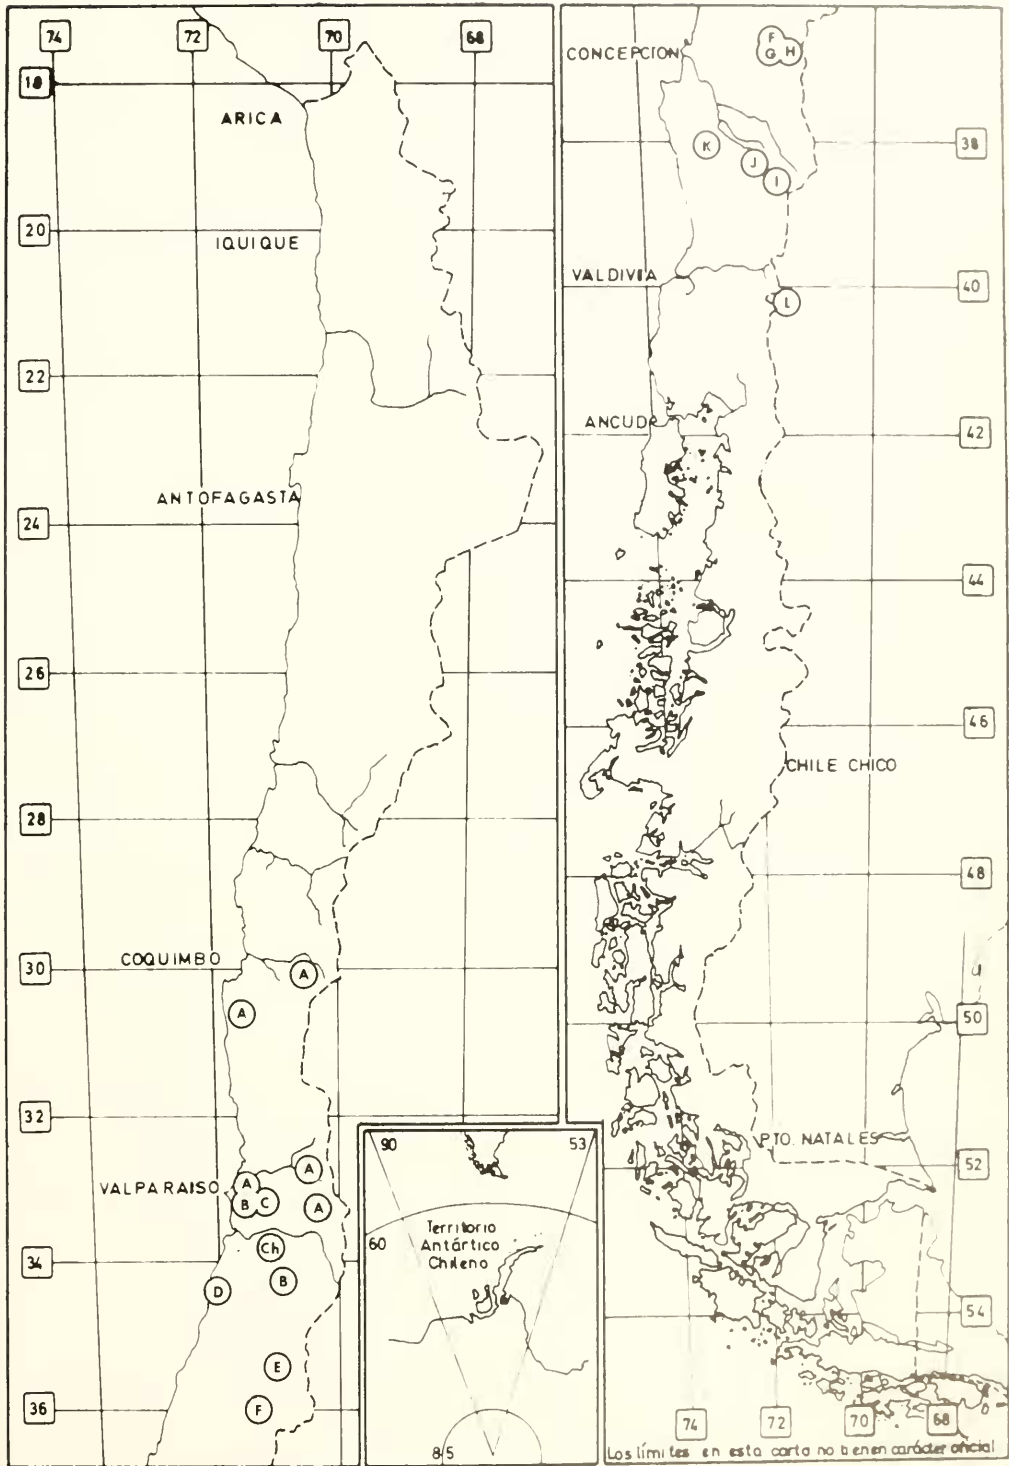 74 72 70 68
18
ARICA
20
IQUIQUE
22
ANTOFAGASTA
24
26
28
COQUIMBO
30
A
A
32
A
VALPARAISO
A
B C
A
Ch
34
B
D
E
F
36
90 53
60
Territorio
Antártico
Chileno
85
CONCEPCION
F
G H
K
38
J
I
VALDIVIA
40
L
ANCUD
42
44
46
CHILE CHICO
48
50
PTO. NATALES
52
54
74 72 70 68
Los límites en esta carta no tienen carácter oficial